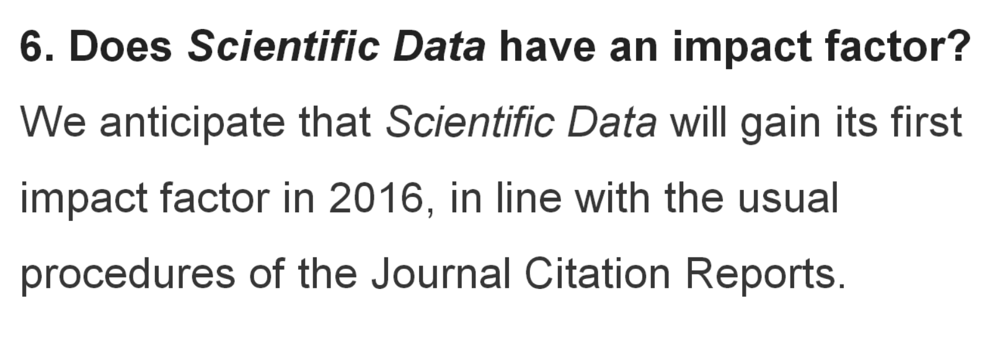 6. Does Scientific Data have an impact factor?
We anticipate that Scientific Data will gain its first
impact factor in 2016, in line with the usual
procedures of the Journal Citation Reports.